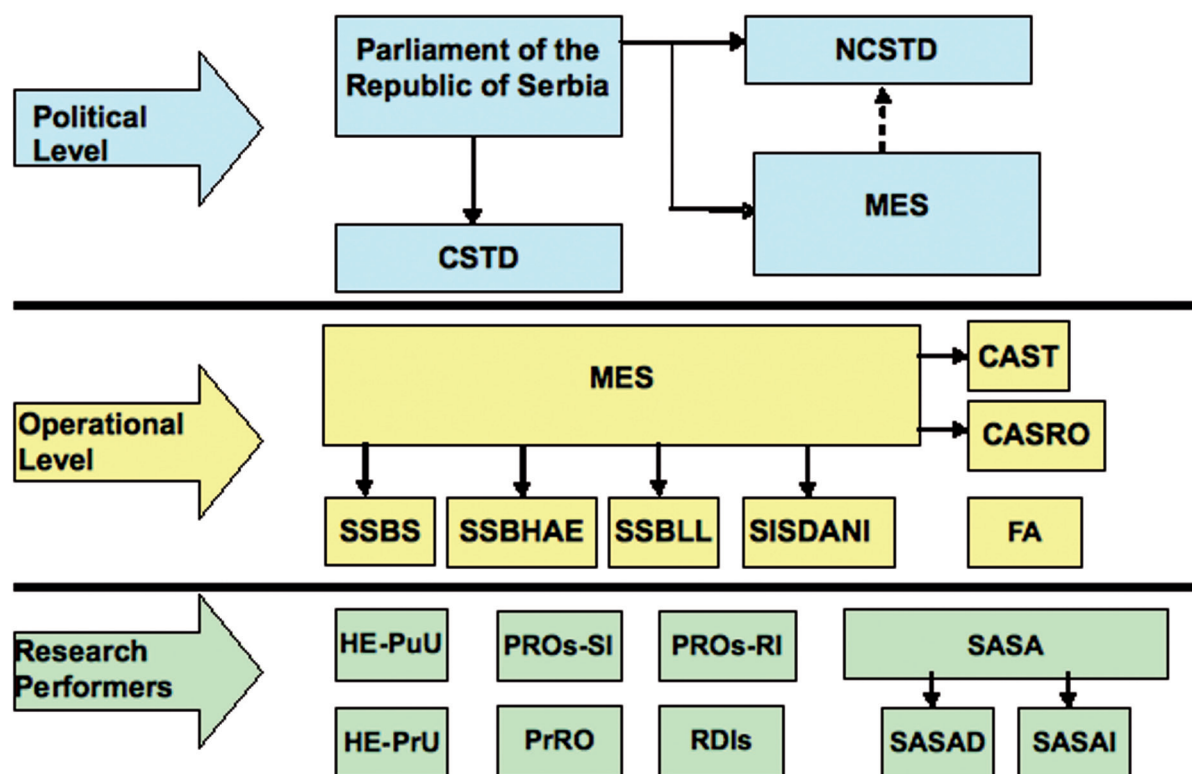 Political
Level
Parliament of the
Republic of Serbia
NCSTD
MES
CSTD
Operational
Level
MES
CAST
CASRO
SSBS
SSBHAE
SSBLL
SISDANI
FA
Research
Performers
HE-PuU
PROs-SI
PROs-RI
SASA
HE-PrU
PrRO
RDIs
SASAD
SASAI